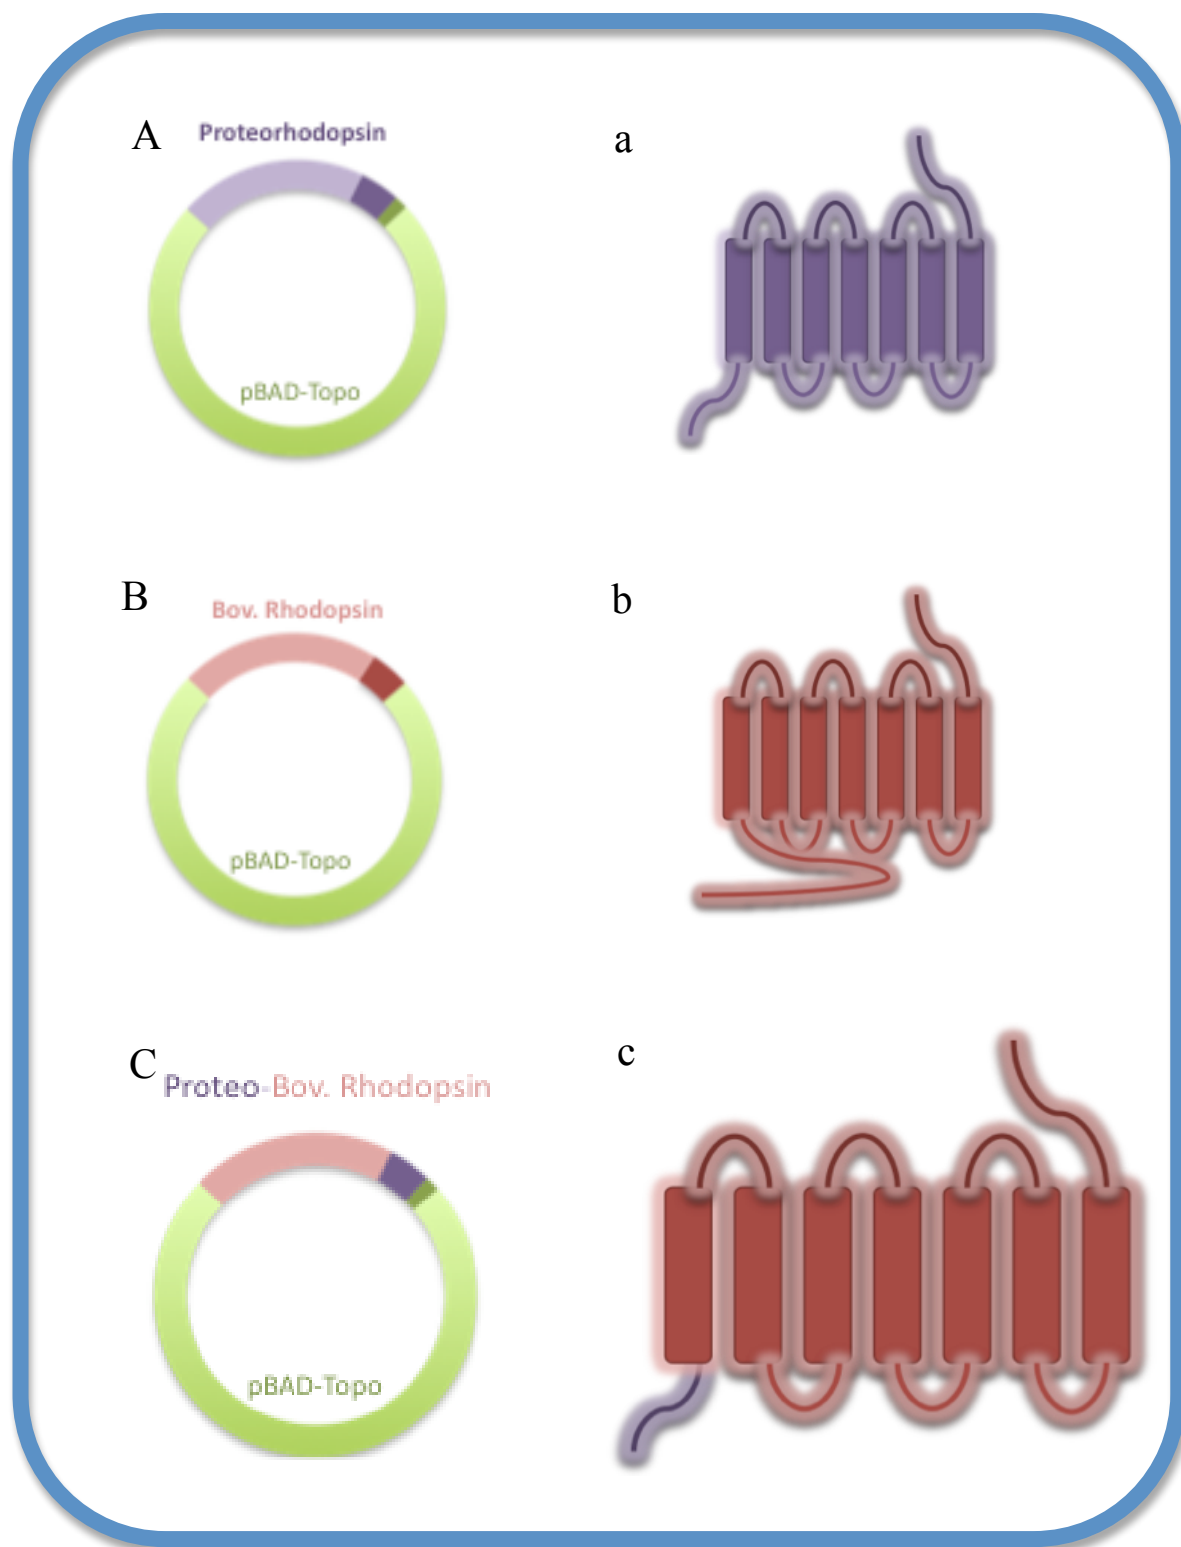 A
Proteorhodopsin
a
pBAD-Topo
B
Bov. Rhodopsin
b
pBAD-Topo
C
Proteo-Bov. Rhodopsin
c
pBAD-Topo